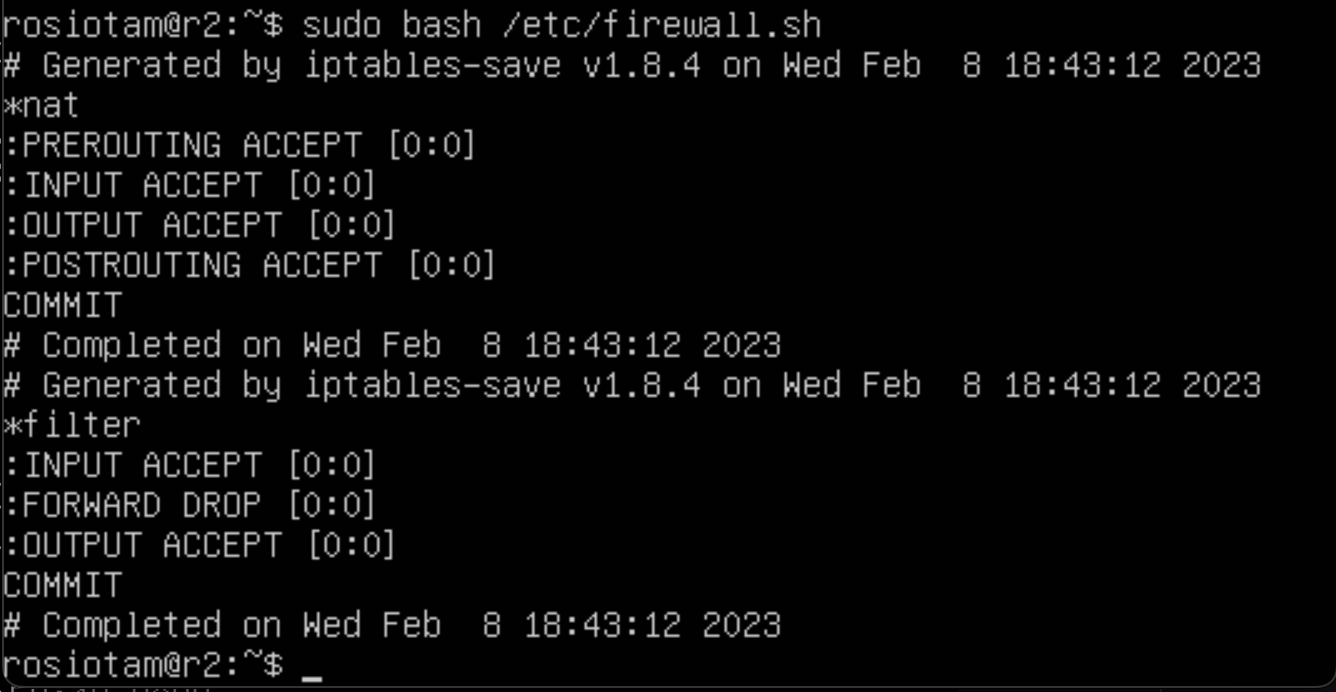 rosiotam@r2:~$ sudo bash /etc/firewall.sh
# Generated by iptables-save v1.8.4 on Wed Feb  8 18:43:12 2023
*nat
:PREROUTING ACCEPT [0:0]
:INPUT ACCEPT [0:0]
:OUTPUT ACCEPT [0:0]
:POSTROUTING ACCEPT [0:0]
COMMIT
# Completed on Wed Feb  8 18:43:12 2023
# Generated by iptables-save v1.8.4 on Wed Feb  8 18:43:12 2023
*filter
:INPUT ACCEPT [0:0]
:FORWARD DROP [0:0]
:OUTPUT ACCEPT [0:0]
COMMIT
# Completed on Wed Feb  8 18:43:12 2023
rosiotam@r2:~$ _